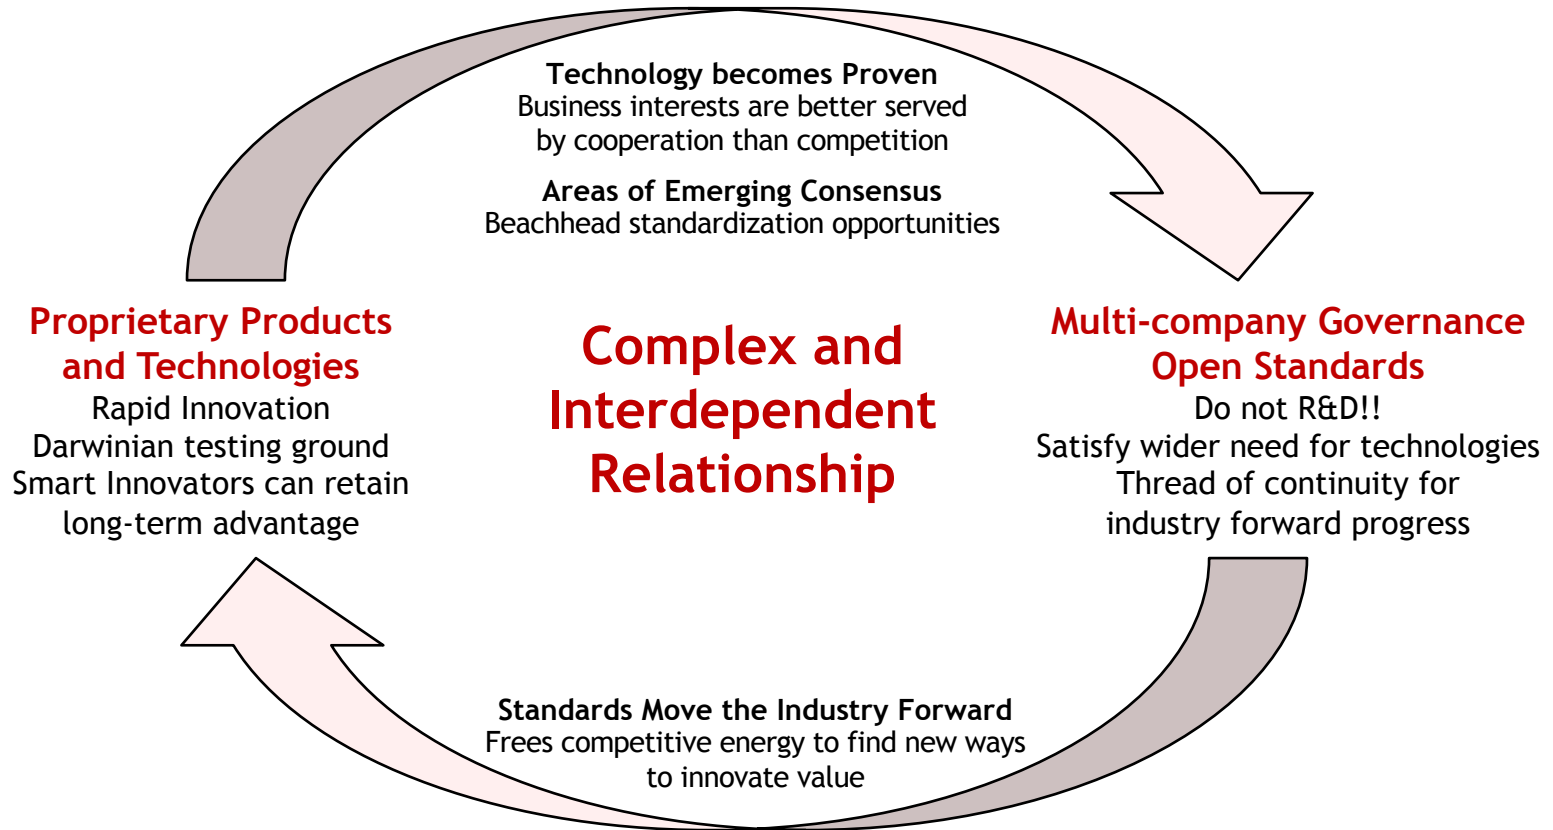 Technology becomes Proven
Business interests are better served
by cooperation than competition
Areas of Emerging Consensus
Beachhead standardization opportunities
Proprietary Products
and Technologies
Rapid Innovation
Darwinian testing ground
Smart Innovators can retain
long-term advantage
Complex and
Interdependent
Relationship
Multi-company Governance
Open Standards
Do not R&D!!
Satisfy wider need for technologies
Thread of continuity for
industry forward progress
Standards Move the Industry Forward
Frees competitive energy to find new ways
to innovate value